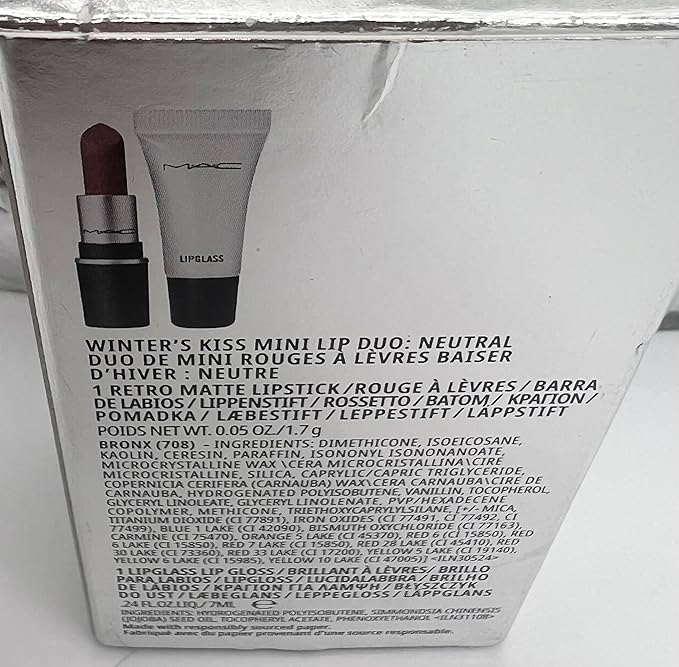 MAC
MAC
LIPGLASS
WINTER'S KISS MINI LIP DUO: NEUTRAL
DUO DE MINI ROUGES À LÈVRES BAISER
D'HIVER : NEUTRE
1 RETRO MATTE LIPSTICK/ROUGE À LÈVRES/BARRA
DE LABIOS/LIPPENSTIFT/ROSSETTO/BATOM/ΚΡΑΓΙΟΝ/
POMADKA/LÆBESTIFT/LEPPESTIFT/LÄPPSTIFT
POIDS NET WT. 0.05 OZ./1.7 g
BRONX (708) - INGREDIENTS: DIMETHICONE, ISOEICOSANE,
KAOLIN, CERESIN, PARAFFIN, ISONONYL ISONONANOATE,
MICROCRYSTALLINE WAX\CERA MICROCRISTALLINA\CIRE
MICROCRISTALLINE, SILICA, CAPRYLIC/CAPRIC TRIGLYCERIDE,
COPERNICIA CERIFERA (CARNAUBA) WAX\CERA CARNAUBA\CIRE DE
CARNAUBA, HYDROGENATED POLYISOBUTENE, VANILLIN, TOCOPHEROL,
GLYCERYL LINOLEATE, GLYCERYL LINOLENATE, PVP/HEXADECENE
COPOLYMER, METHICONE, TRIETHOXYCAPRYLYLSILANE, [+/- MICA,
TITANIUM DIOXIDE (CI 77891), IRON OXIDES (CI 77491, CI 77492, CI
77499), BLUE 1 LAKE (CI 42090), BISMUTH OXYCHLORIDE (CI 77163),
CARMINE (CI 75470), ORANGE 5 LAKE (CI 45370), RED 6 (CI 15850), RED
6 LAKE (CI 15850), RED 7 LAKE (CI 15850), RED 28 LAKE (CI 45410), RED
30 LAKE (CI 73360), RED 33 LAKE (CI 17200), YELLOW 5 LAKE (CI 19140),
YELLOW 6 LAKE (CI 15985), YELLOW 10 LAKE (CI 47005)] <ILN30524>
1 LIPGLASS LIP GLOSS/BRILLANT À LÈVRES/BRILLO
PARA LABIOS/LIPGLOSS/LUCIDALABBRA/BRILHO
DE LÁBIOS/ΚΡΑΓΙΟΝ ΓΙΑ ΛΑΜΨΗ/BŁYSZCZYK
DO UST/LÆBEGLANS/LEPPEGLOSS/LÄPPGLANS
.24 FL.OZ.LIQ./7ML
INGREDIENTS: HYDROGENATED POLYISOBUTENE, SIMMONDSIA CHINENSIS
(JOJOBA) SEED OIL, TOCOPHERYL ACETATE, PHENOXYETHANOL
Made with responsibly sourced paper.
Fabriqué avec du papier provenant d'une source responsable.